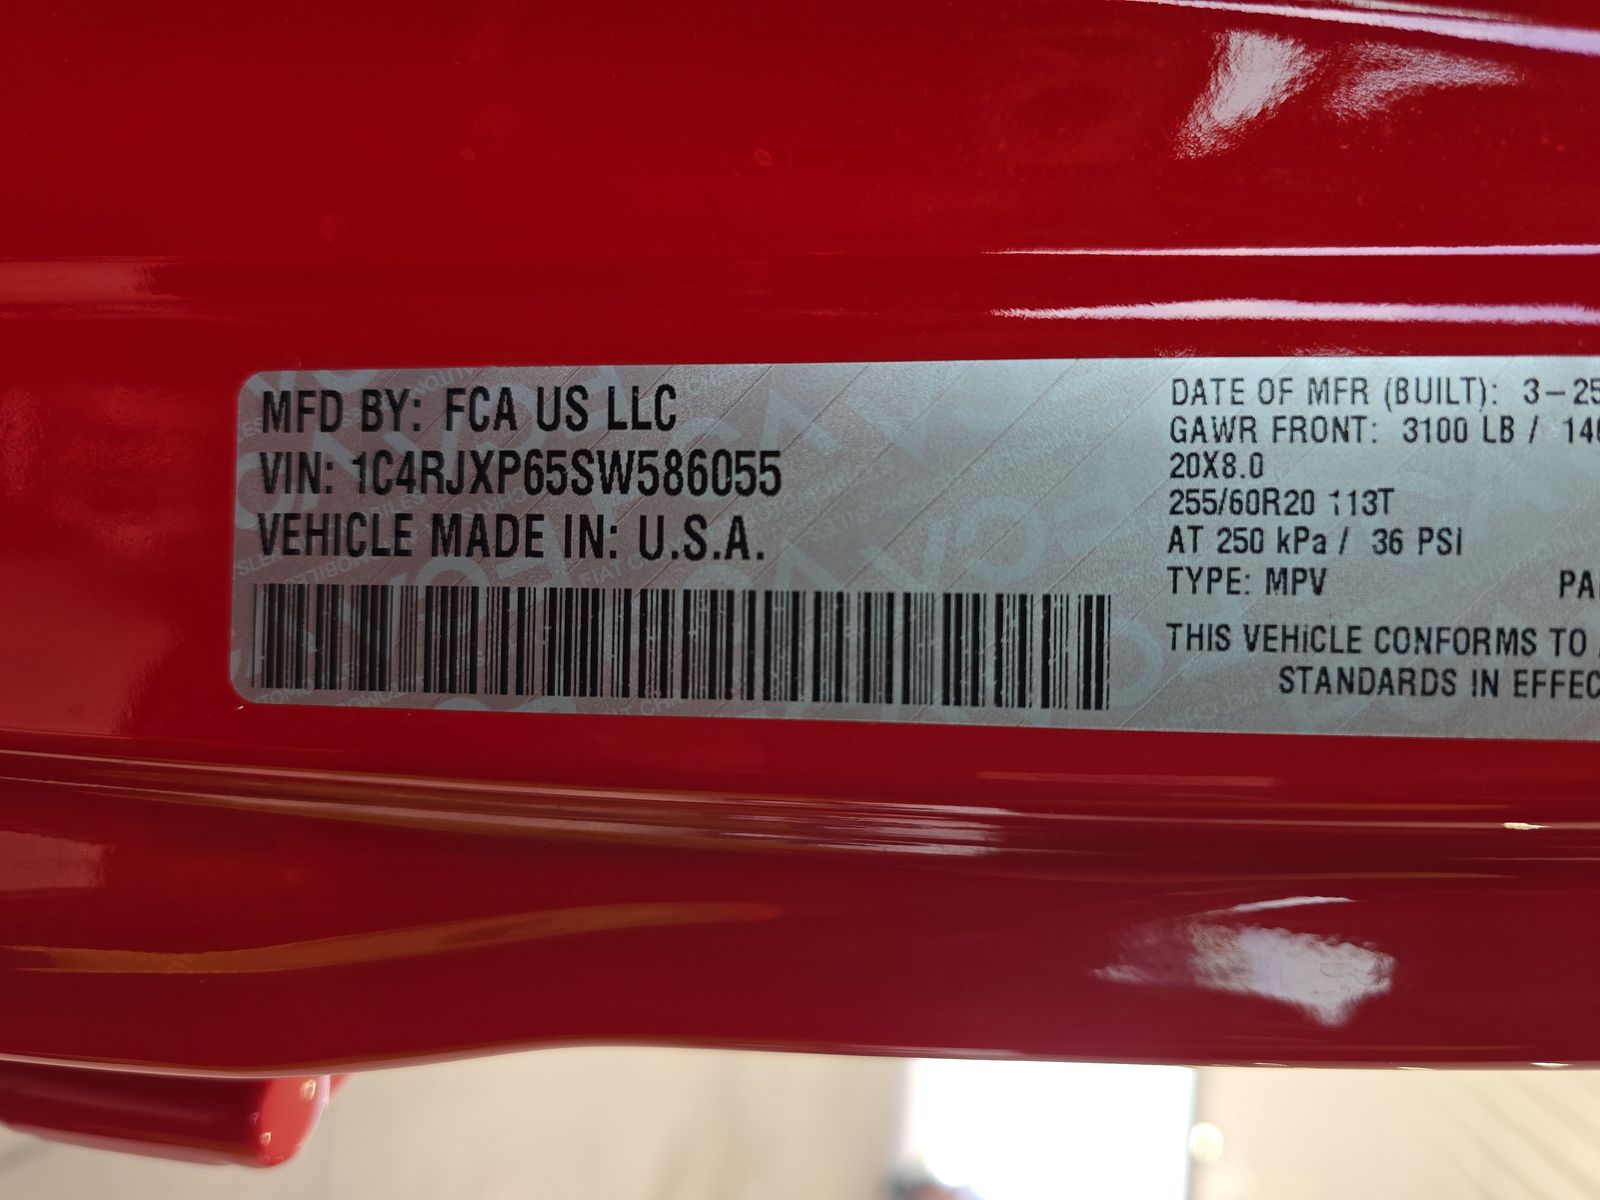 MFD BY: FCA US LLC
VIN: 1C4RJXP65SW586055
VEHICLE MADE IN: U.S.A.
DATE OF MFR (BUILT): 3-25
GAWR FRONT: 3100 LB /
20X8.0
255/60R20 113T
AT 250 kPa / 36 PSI
TYPE: MPV
THIS VEHICLE CONFORMS TO
STANDARDS IN